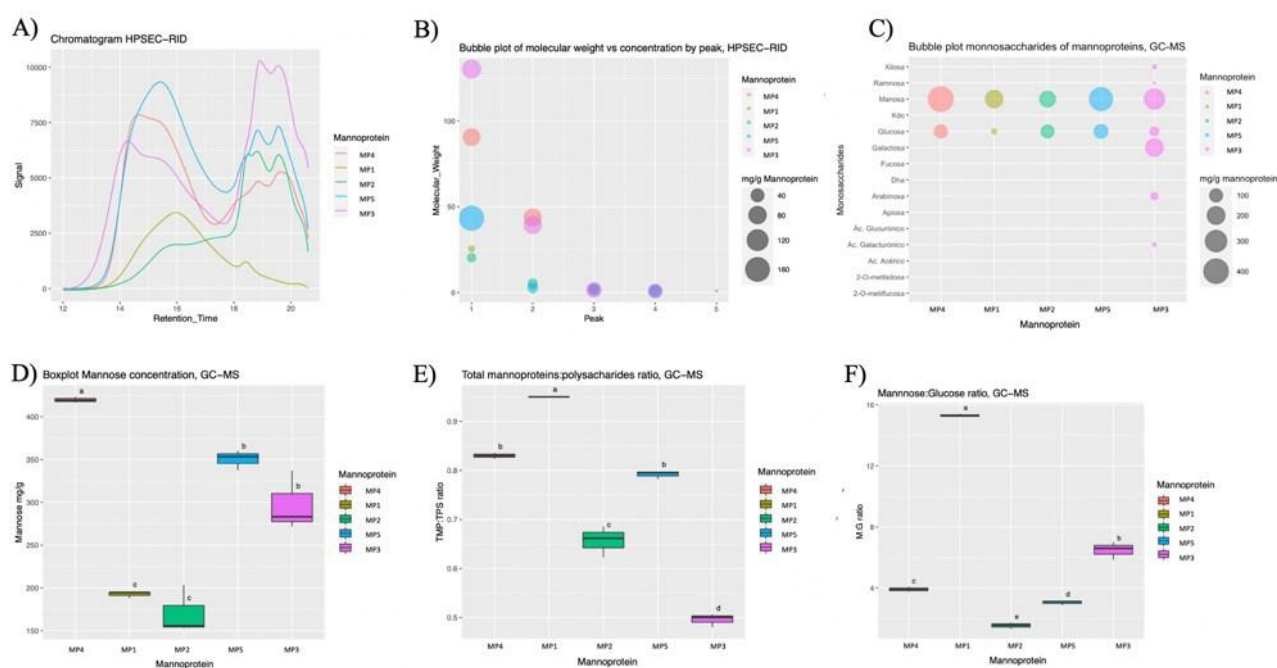 A)
Chromatogram HPSEC-RID
10000
7500
5000
2500
0
Signal
12
14
16
18
20
Retention_Time
Mannoprotein
MP4
MP1
MP2
MP5
MP3
B)
Bubble plot of molecular weight vs concentration by peak, HPSEC-RID
100
50
0
Molecular_Weight
1
2
3
4
5
Peak
Mannoprotein
MP4
MP1
MP2
MP5
MP3
mg/g Mannoprotein
40
80
120
160
C)
Bubble plot monnosaccharides of mannoproteins, GC-MS
Xilosa
Ramnosa
Manosa
Kdo
Glucosa
Galactosa
Fucosa
Dha
Arabinosa
Apiosa
Ác. Glucurónico
Ác. Galacturónico
Ac. Acérico
2-O-metilxilosa
2-O-metilfucosa
Monosaccharides
MP4
MP1
MP2
MP5
MP3
Mannoprotein
Mannoprotein
MP4
MP1
MP2
MP5
MP3
mg/g mannoprotein
100
200
300
400
D)
Boxplot Mannose concentration, GC-MS
400
350
300
250
200
150
Mannose mg/g
a
c
c
b
b
MP4
MP1
MP2
MP5
MP3
Mannoprotein
Mannoprotein
MP4
MP1
MP2
MP5
MP3
E)
Total mannoproteins:polysacharides ratio, GC-MS
0.9
0.8
0.7
0.6
0.5
TMP:TPS ratio
b
a
c
b
d
MP4
MP1
MP2
MP5
MP3
Mannoprotein
Mannoprotein
MP4
MP1
MP2
MP5
MP3
F)
Mannnose:Glucose ratio, GC-MS
16
12
8
4
M:G ratio
c
a
e
d
b
MP4
MP1
MP2
MP5
MP3
Mannoprotein
Mannoprotein
MP4
MP1
MP2
MP5
MP3